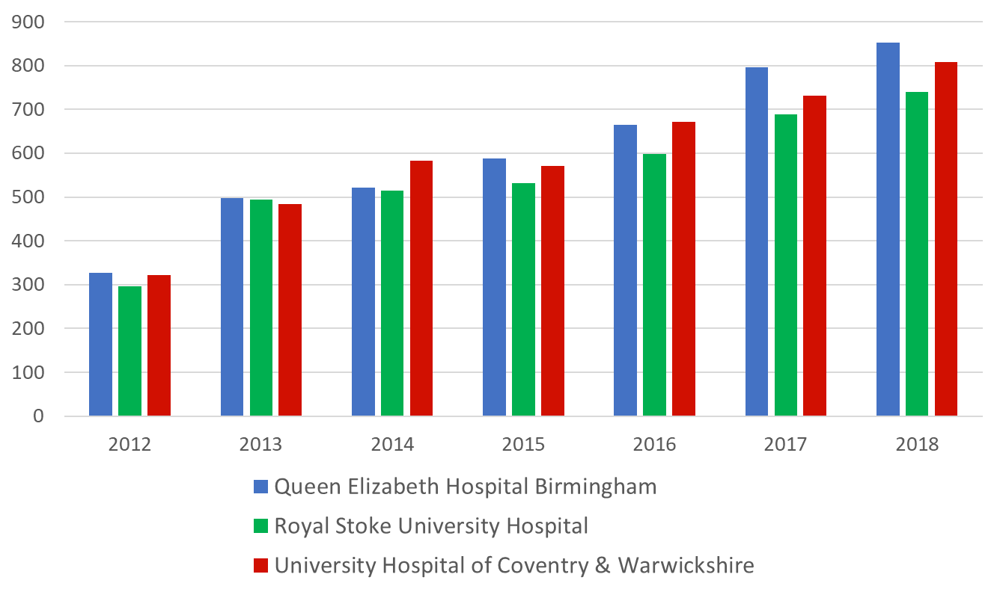 900
800
700
600
500
400
300
200
100
0
2012 2013 2014 2015 2016 2017 2018
Queen Elizabeth Hospital Birmingham
Royal Stoke University Hospital
University Hospital of Coventry & Warwickshire